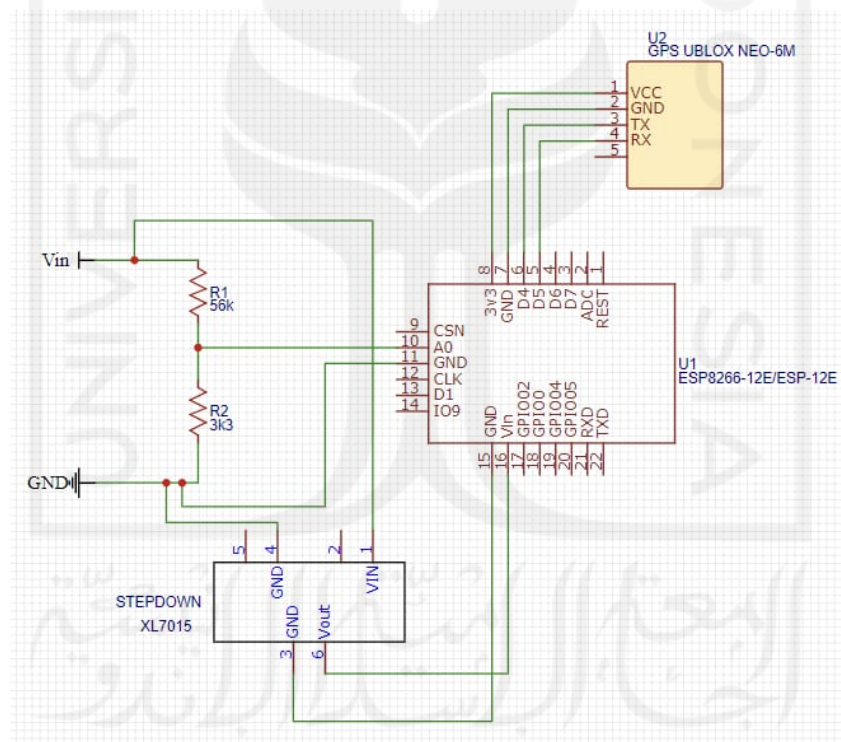 U2
GPS UBLOX NEO-6M
1 VCC
2 GND
3 TX
4 RX
5
Vin
R1
56k
R2
3k3
GND
8 7 6 5 4 3 2 1
3v3 GND D4 D5 D6 D7 ADC REST
9 CSN
10 A0
11 GND
12 CLK
13 D1
14 IO9
U1
ESP8266-12E/ESP-12E
GND Vin GPIO02 GPIO0 GPIO04 GPIO05 RXD TXD
15 16 17 18 19 20 21 22
5 4 2 1
GND VIN
STEPDOWN
XL7015
GND Vout
3 6
UNIVERSI